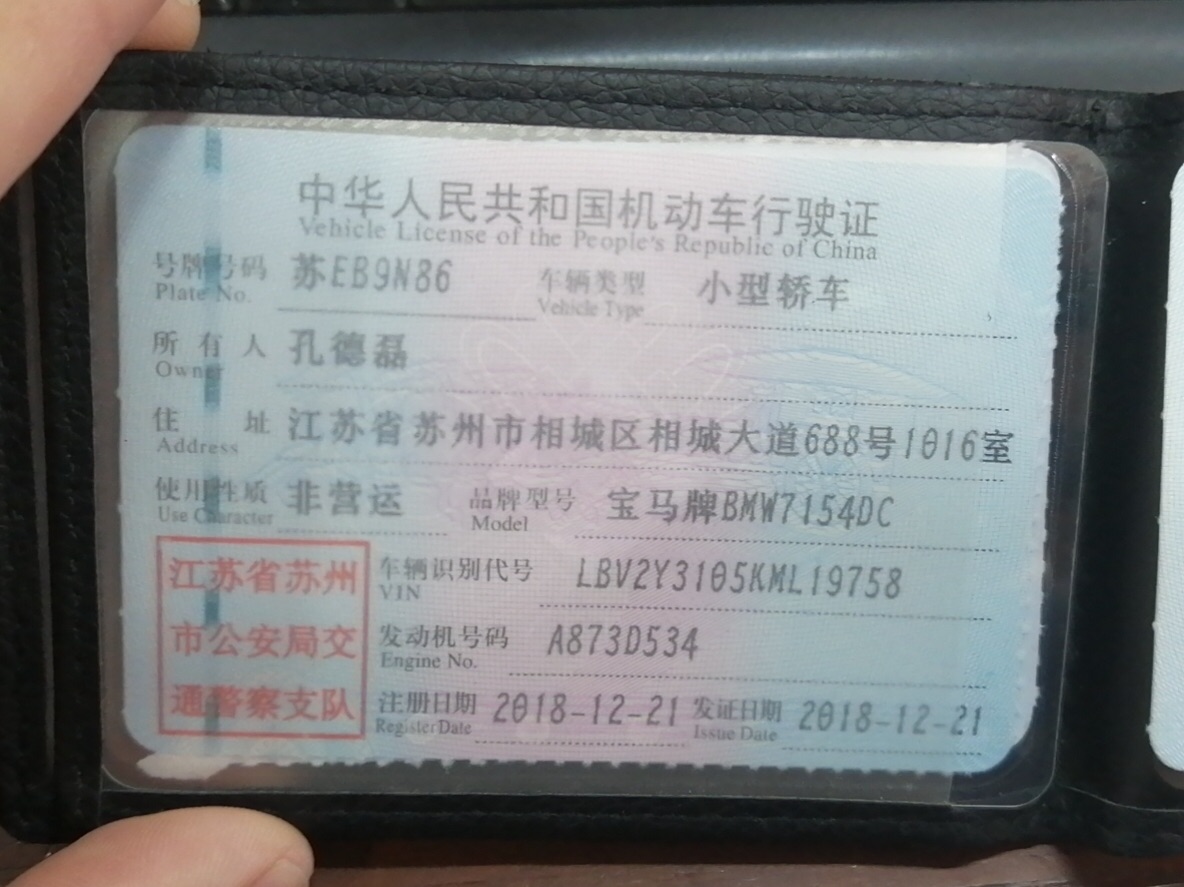 中华人民共和国机动车行驶证
Vehicle License of the People's Republic of China
号牌号码 苏EB9N86 车辆类型 小型轿车
Plate No. Vehicle Type
所有人 孔德磊
Owner
住址 江苏省苏州市相城区相城大道688号1016室
Address
使用性质 非营运 品牌型号 宝马牌BMW7154DC
Use Character Model
江苏省苏州 车辆识别代号 LBV2Y3105KML19758
VIN
市公安局交 发动机号码 A873D534
Engine No.
通警察支队 注册日期 2018-12-21 发证日期 2018-12-21
Register Date Issue Date